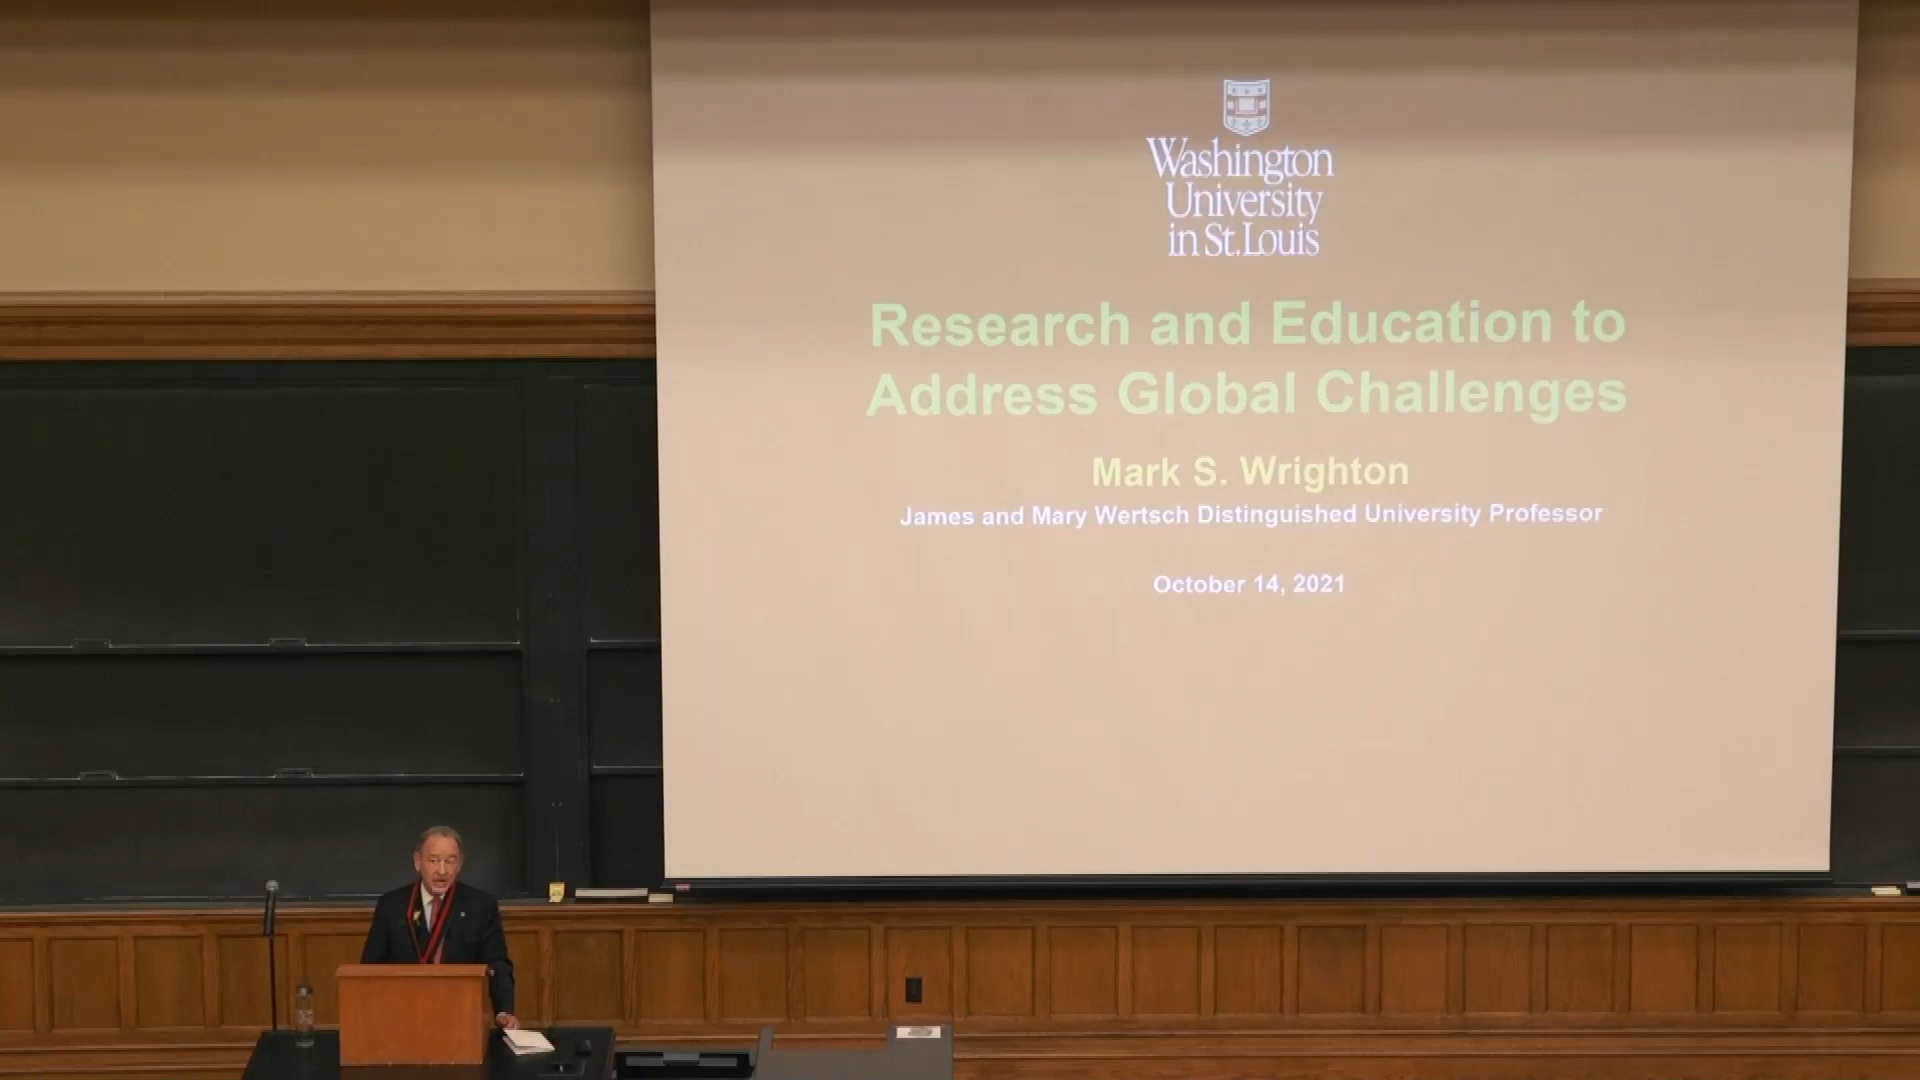 Washington
University
in St. Louis
Research and Education to
Address Global Challenges
Mark S. Wrighton
James and Mary Wertsch Distinguished University Professor
October 14, 2021